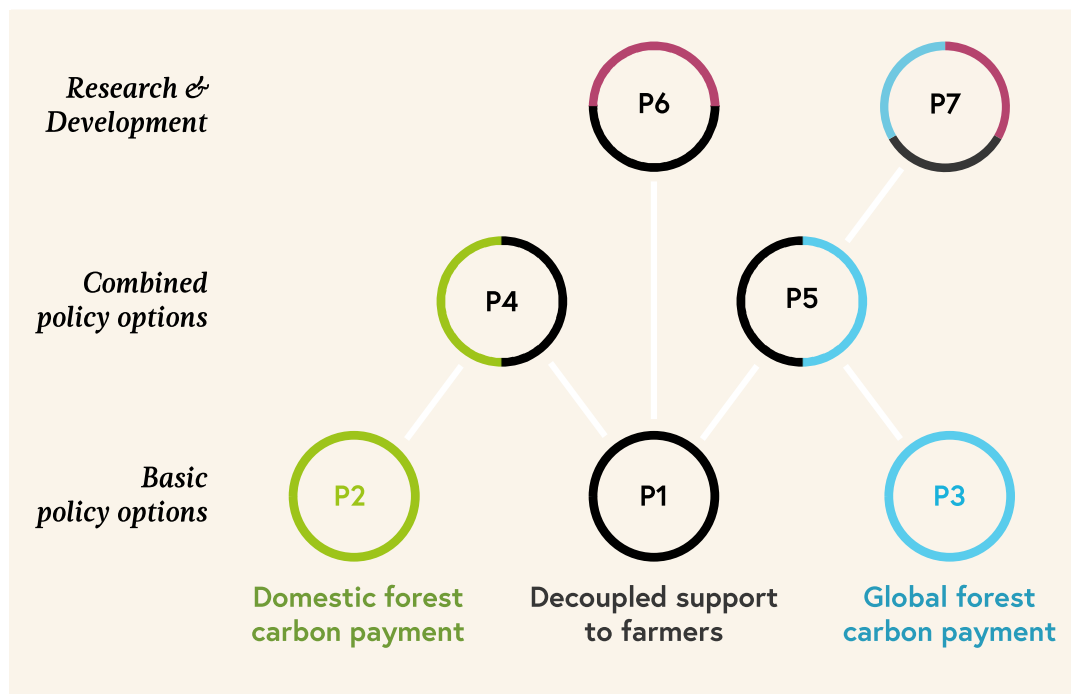 Research &
Development
P6
P7
Combined
policy options
P4
P5
Basic
policy options
P2
P1
P3
Domestic forest
carbon payment
Decoupled support
to farmers
Global forest
carbon payment